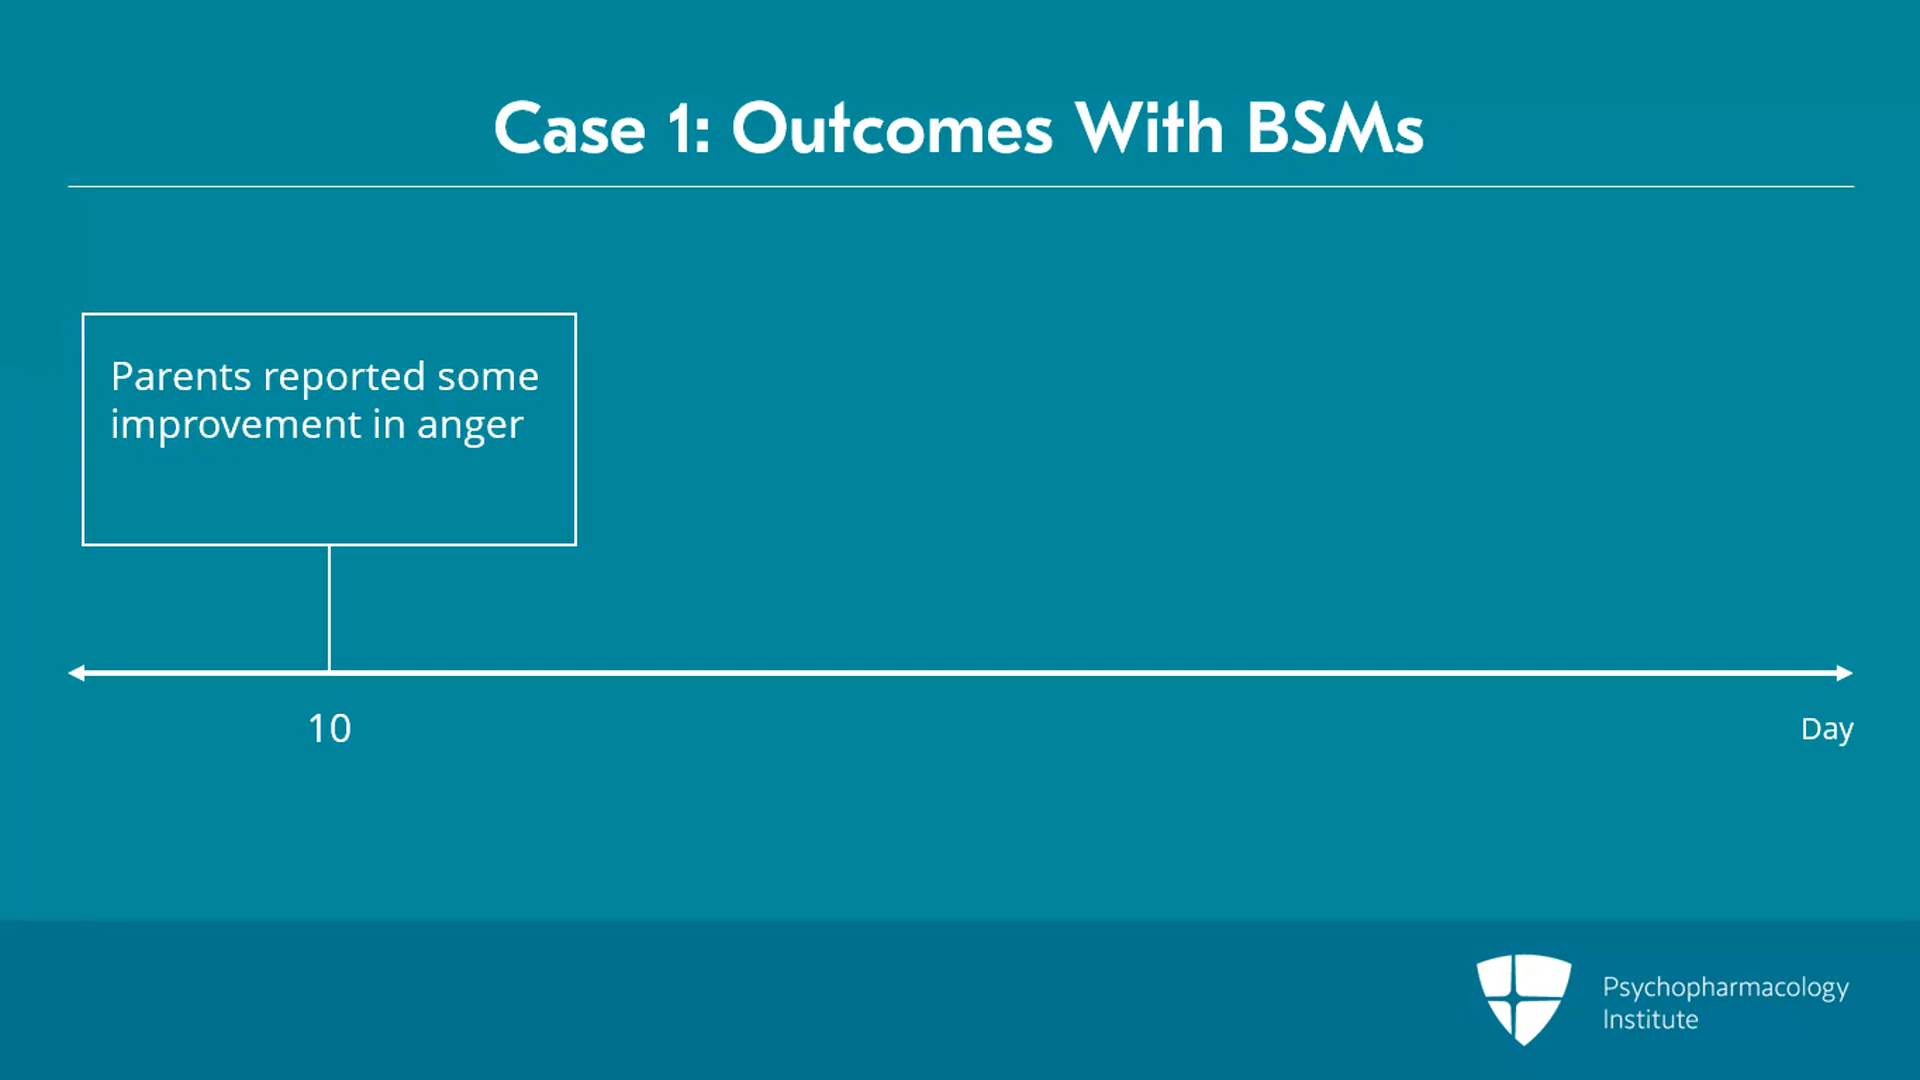 Case 1: Outcomes With BSMs
Parents reported some
improvement in anger
10
Day
Psychopharmacology
Institute